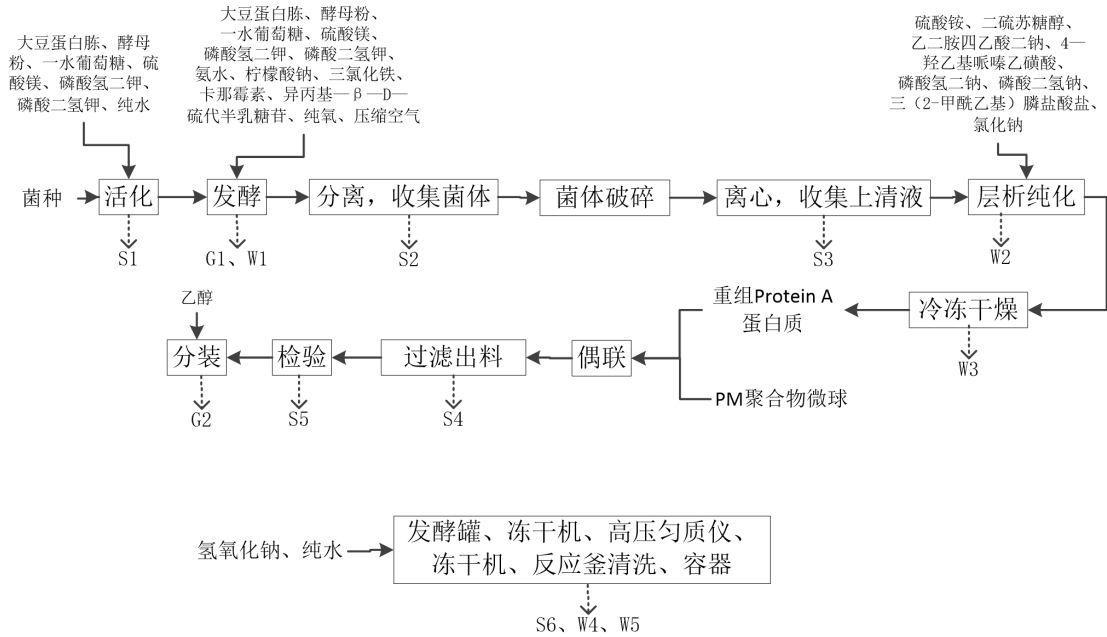 大豆蛋白胨、酵母
粉、一水葡萄糖、硫
酸镁、磷酸氢二钾、
磷酸二氢钾、纯水
大豆蛋白胨、酵母粉、
一水葡萄糖、硫酸镁、
磷酸氢二钾、磷酸二氢钾、
氨水、柠檬酸钠、三氯化铁、
卡那霉素、异丙基—β—D—
硫代半乳糖苷、纯氧、压缩空气
硫酸铵、二硫苏糖醇、
乙二胺四乙酸二钠、4—
羟乙基哌嗪乙磺酸、
磷酸氢二钠、磷酸二氢钠、
三（2-甲酰乙基）膦盐酸盐、
氯化钠
菌种
活化
发酵
分离，收集菌体
菌体破碎
离心，收集上清液
层析纯化
S1
G1、W1
S2
S3
W2
乙醇
重组Protein A
蛋白质
冷冻干燥
分装
检验
过滤出料
偶联
W3
PM聚合物微球
G2
S5
S4
氢氧化钠、纯水
发酵罐、冻干机、高压匀质仪、
冻干机、反应釜清洗、容器
S6、W4、W5